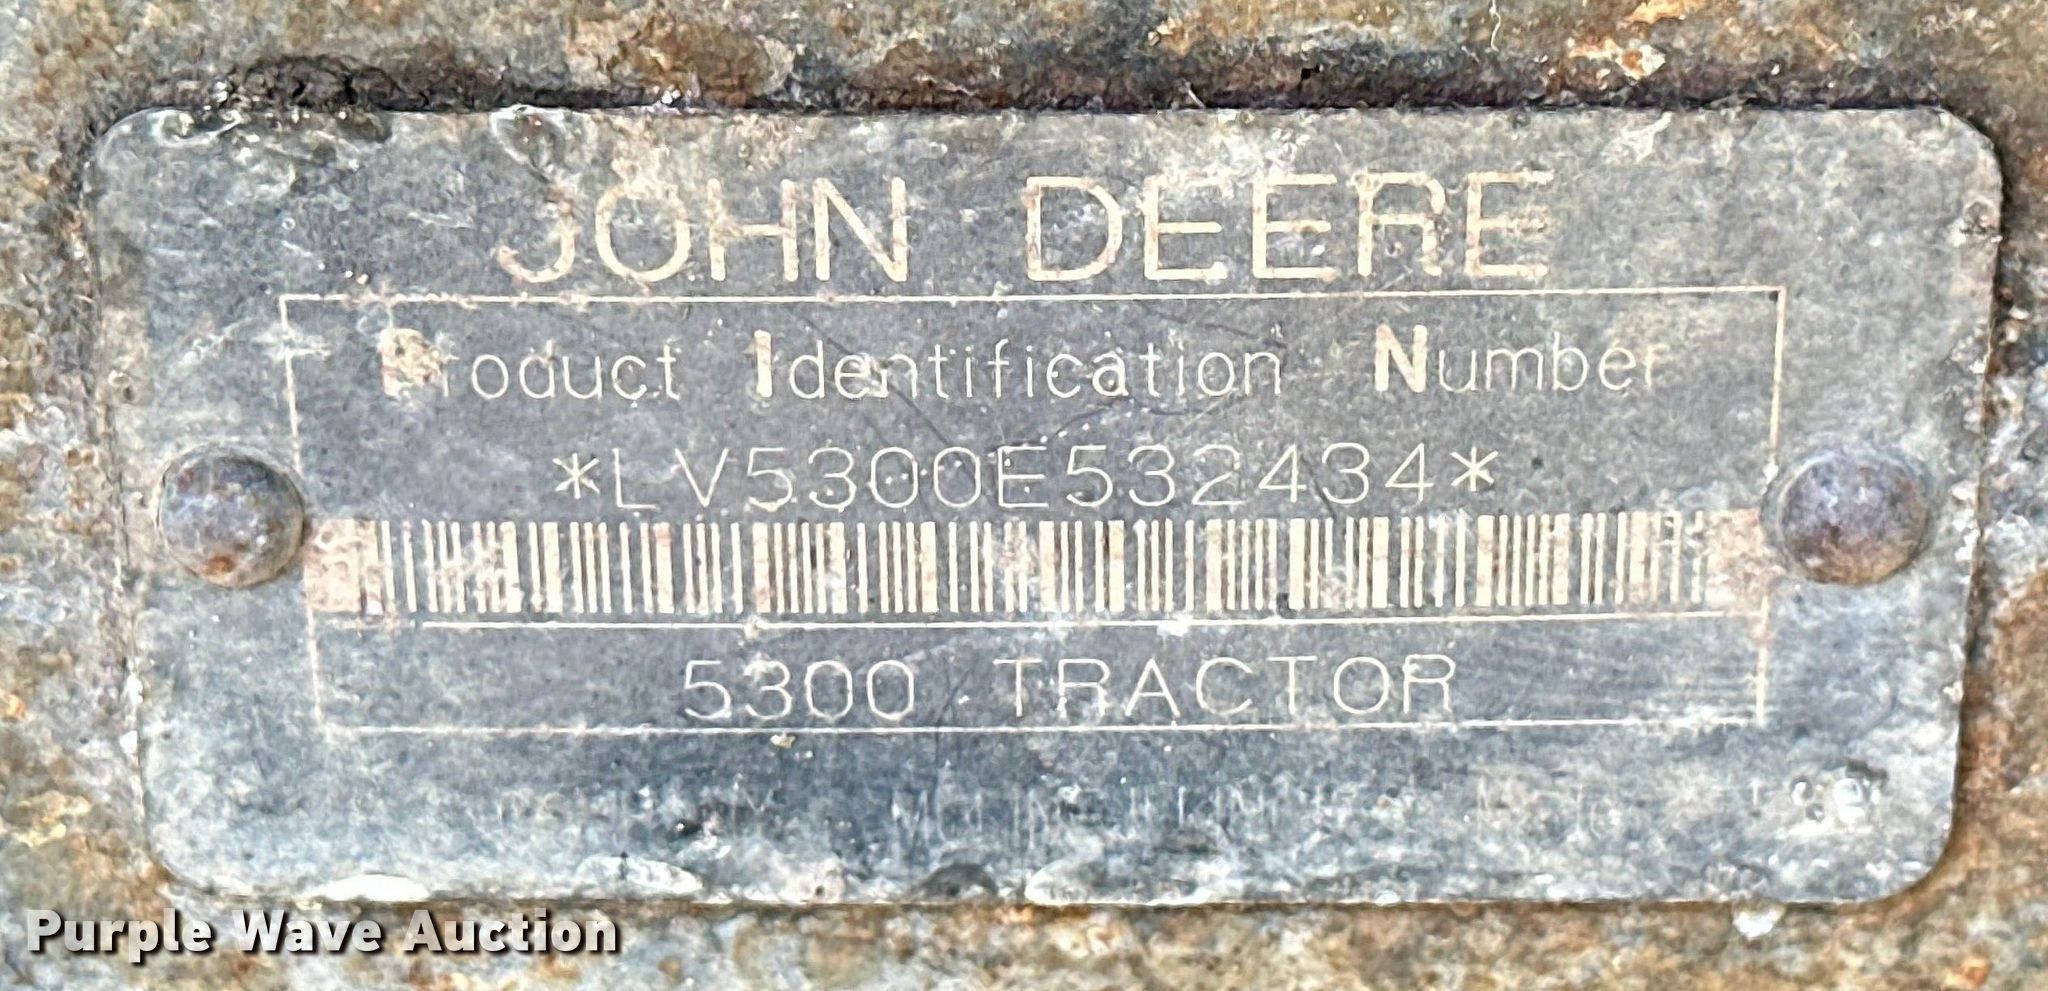 JOHN DEERE
Product Identification Number
*LV5300E532434*
5300 TRACTOR
Purple Wave Auction